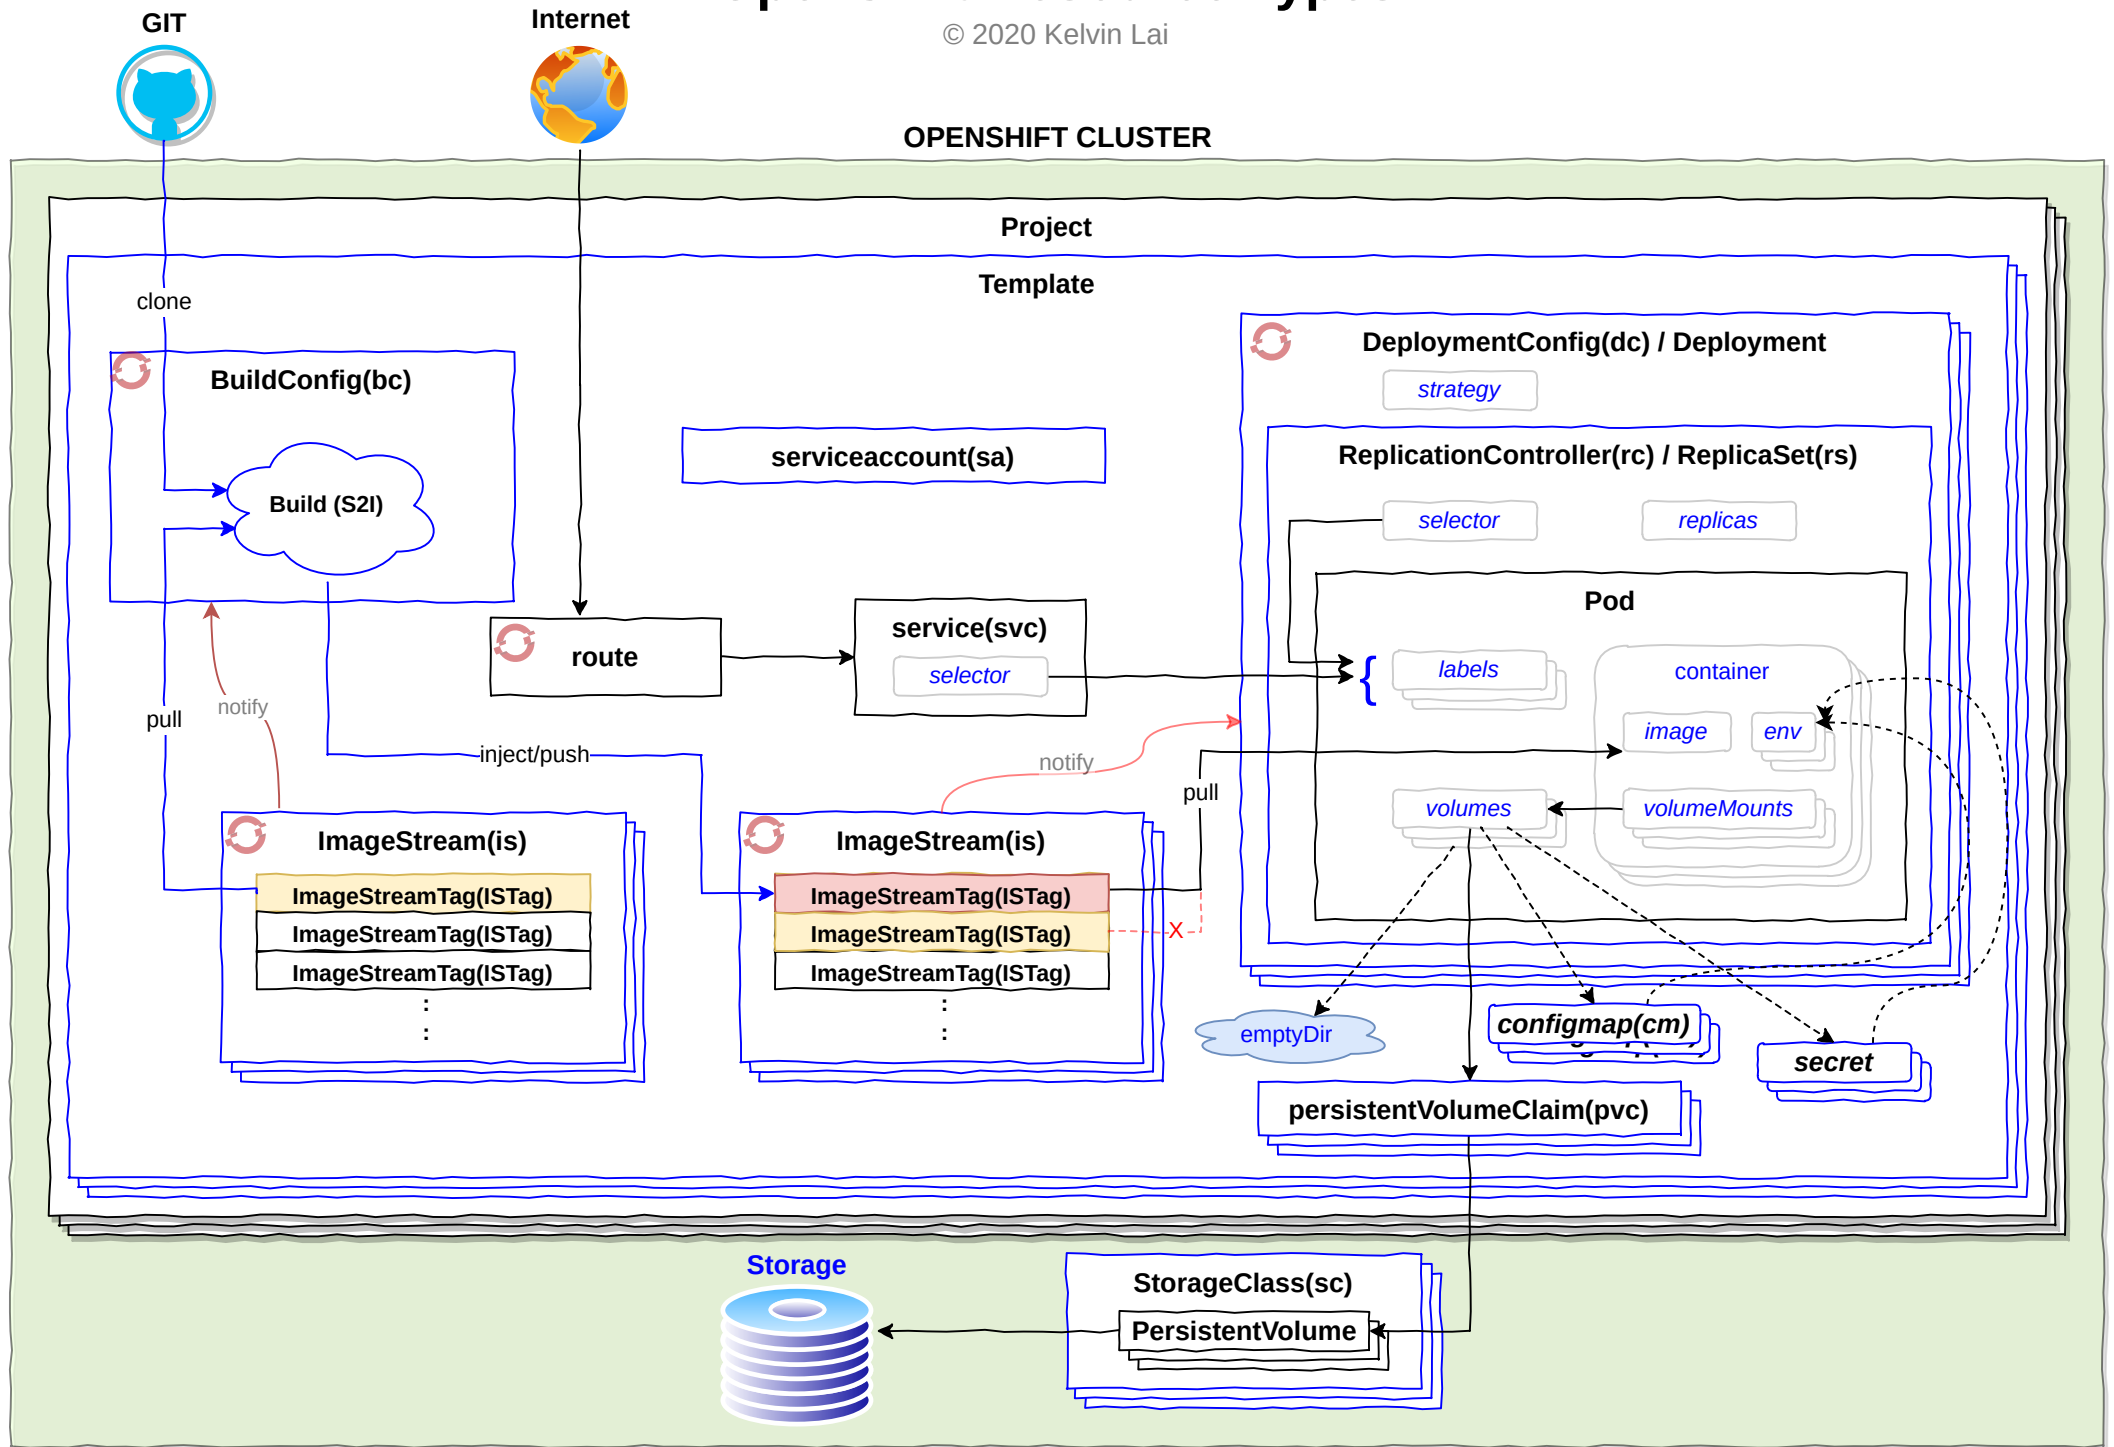 GIT
Internet
© 2020 Kelvin Lai
OPENSHIFT CLUSTER
Project
Template
clone
BuildConfig(bc)
Build (S2I)
serviceaccount(sa)
DeploymentConfig(dc) / Deployment
strategy
ReplicationController(rc) / ReplicaSet(rs)
selector
replicas
Pod
route
service(svc)
selector
{
labels
container
image
env
volumes
volumeMounts
notify
pull
inject/push
notify
pull
ImageStream(is)
ImageStreamTag(ISTag)
ImageStreamTag(ISTag)
ImageStreamTag(ISTag)
:
:
ImageStream(is)
ImageStreamTag(ISTag)
ImageStreamTag(ISTag)
ImageStreamTag(ISTag)
:
:
X
emptyDir
configmap(cm)
secret
persistentVolumeClaim(pvc)
Storage
StorageClass(sc)
PersistentVolume